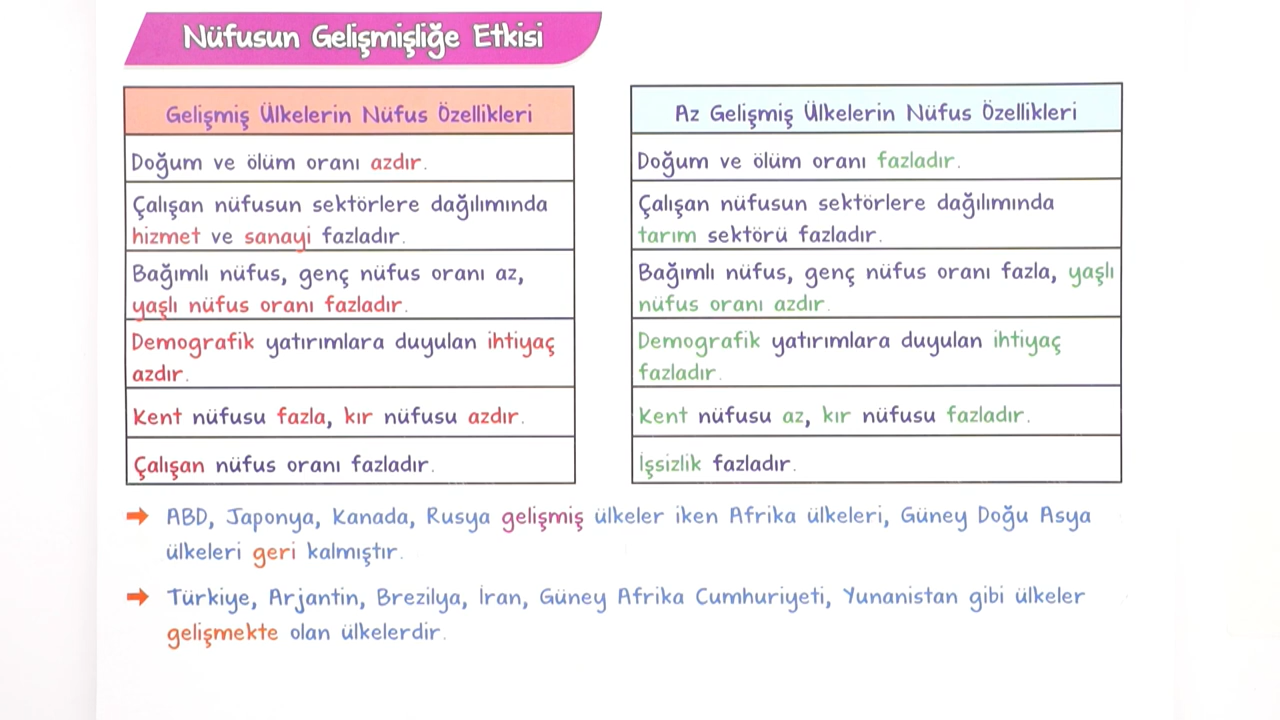 Nüfusun Gelişmişliğe Etkisi
Gelişmiş Ülkelerin Nüfus Özellikleri
Doğum ve ölüm oranı azdır.
Çalışan nüfusun sektörlere dağılımında
hizmet ve sanayi fazladır.
Bağımlı nüfus, genç nüfus oranı az,
yaşlı nüfus oranı fazladır.
Demografik yatırımlara duyulan ihtiyaç
azdır.
Kent nüfusu fazla, kır nüfusu azdır.
Çalışan nüfus oranı fazladır.
Az Gelişmiş Ülkelerin Nüfus Özellikleri
Doğum ve ölüm oranı fazladır.
Çalışan nüfusun sektörlere dağılımında
tarım sektörü fazladır.
Bağımlı nüfus, genç nüfus oranı fazla, yaşlı
nüfus oranı azdır.
Demografik yatırımlara duyulan ihtiyaç
fazladır.
Kent nüfusu az, kır nüfusu fazladır.
İşsizlik fazladır.
ABD, Japonya, Kanada, Rusya gelişmiş ülkeler iken Afrika ülkeleri, Güney Doğu Asya
ülkeleri geri kalmıştır.
Türkiye, Arjantin, Brezilya, İran, Güney Afrika Cumhuriyeti, Yunanistan gibi ülkeler
gelişmekte olan ülkelerdir.